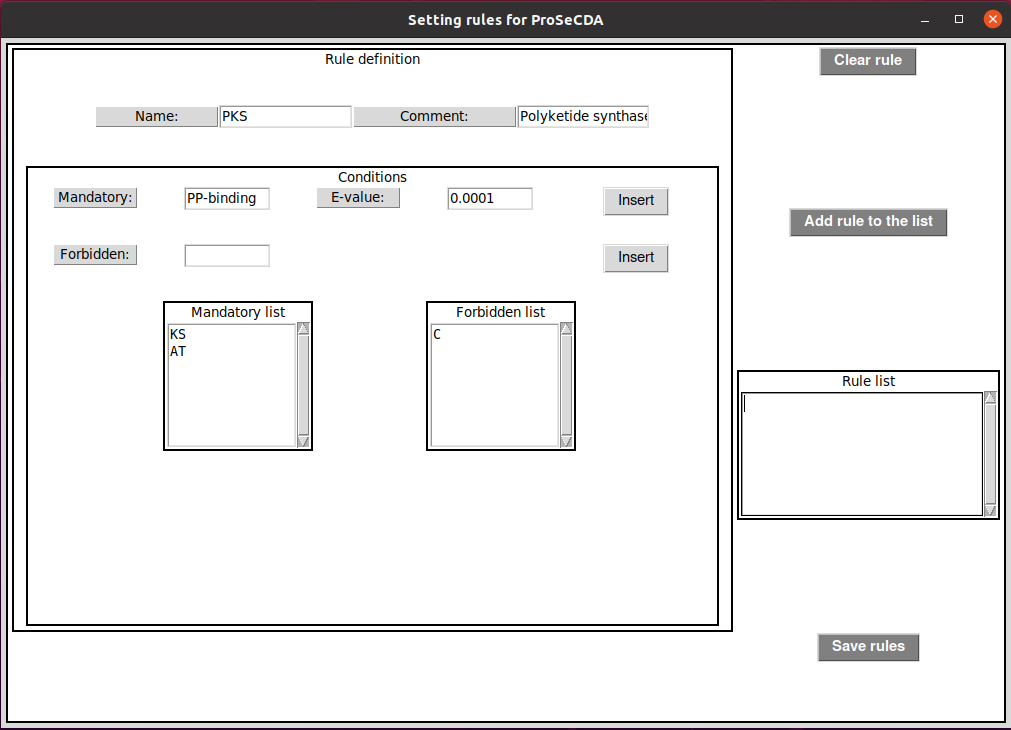 Setting rules for ProSeCDA
Rule definition
Clear rule
Name: PKS Comment: Polyketide synthase
Conditions
Mandatory: PP-binding E-value: 0.0001 Insert
Add rule to the list
Forbidden: Insert
Mandatory list
KS
AT
Forbidden list
C
Rule list
Save rules